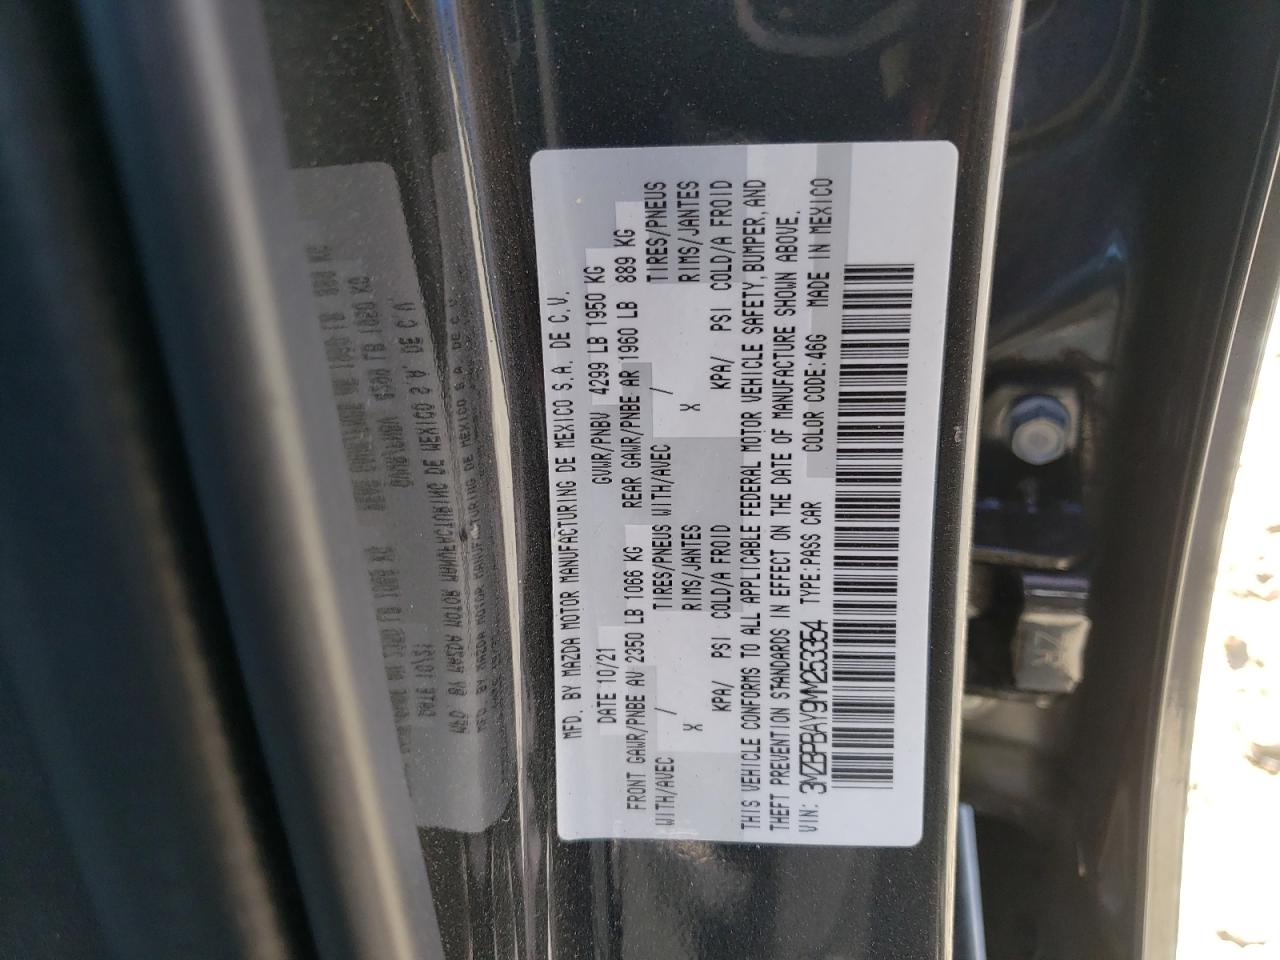 MFD. BY MAZDA MOTOR MANUFACTURING DE MEXICO S.A. DE C.V.
DATE 10/21 GVWR/PNBV 4299 LB 1950 KG
FRONT GAWR/PNBE AV 2350 LB 1066 KG REAR GAWR/PNBE AR 1960 LB 889 KG
WITH/AVEC / TIRES/PNEUS WITH/AVEC / TIRES/PNEUS
X RIMS/JANTES X RIMS/JANTES
KPA/ PSI COLD/A FROID KPA/ PSI COLD/A FROID
THIS VEHICLE CONFORMS TO ALL APPLICABLE FEDERAL MOTOR VEHICLE SAFETY, BUMPER, AND
THEFT PREVENTION STANDARDS IN EFFECT ON THE DATE OF MANUFACTURE SHOWN ABOVE.
VIN: 3MZBPBAY9NM253354 TYPE:PASS CAR COLOR CODE:46G MADE IN MEXICO